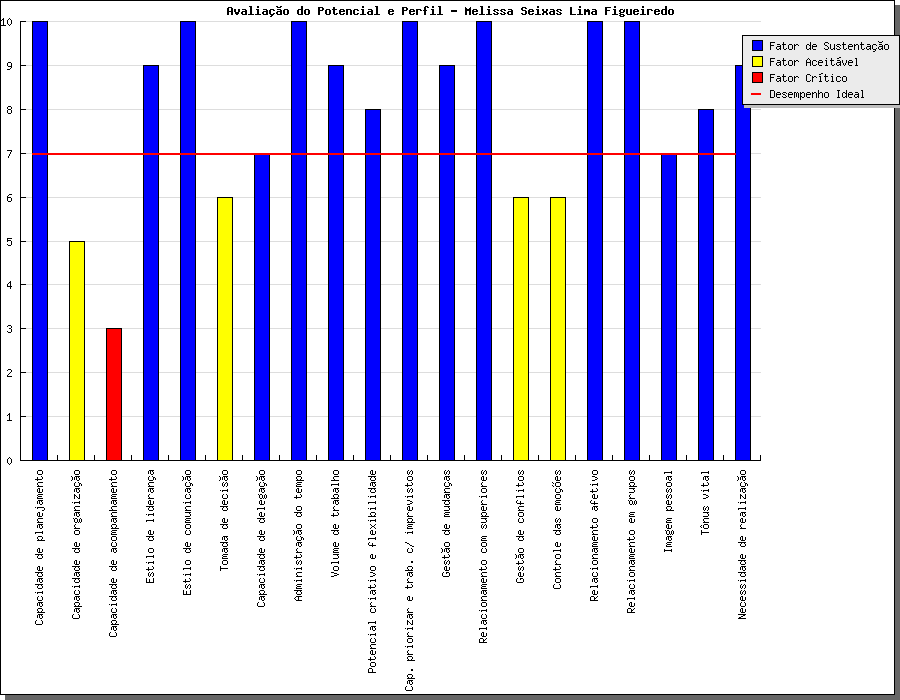 Avaliação do Potencial e Perfil - Melissa Seixas Lima Figueiredo
10
9
8
7
6
5
4
3
2
1
0
Fator de Sustentação
Fator Aceitável
Fator Crítico
Desempenho Ideal
Capacidade de planejamento
Capacidade de organização
Capacidade de acompanhamento
Estilo de liderança
Estilo de comunicação
Tomada de decisão
Capacidade de delegação
Administração do tempo
Volume de trabalho
Potencial criativo e flexibilidade
Cap. priorizar e trab. c/ imprevistos
Gestão de mudanças
Relacionamento com superiores
Gestão de conflitos
Controle das emoções
Relacionamento afetivo
Relacionamento em grupos
Imagem pessoal
Tônus vital
Necessidade de realização